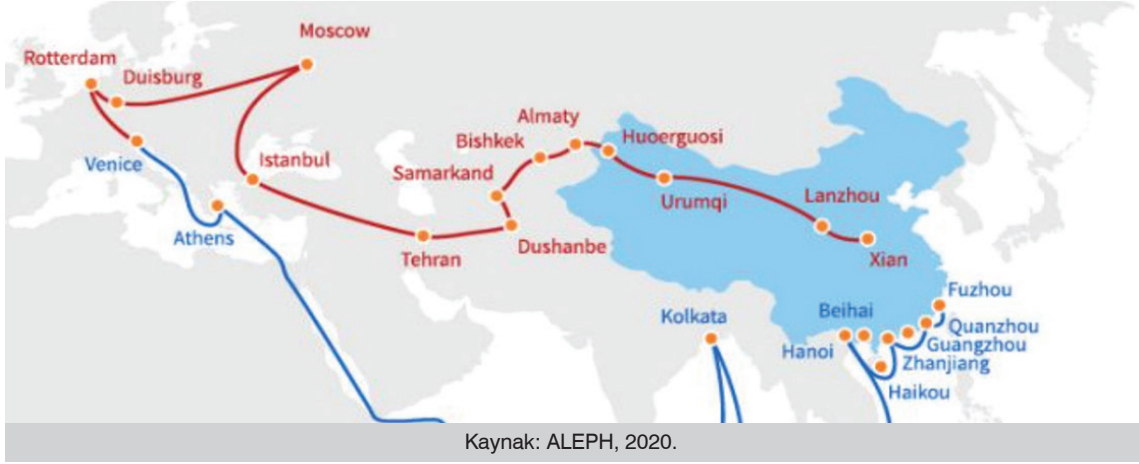 Moscow
Rotterdam
Duisburg
Almaty
Bishkek
Huoerguosi
Venice
Istanbul
Samarkand
Urumqi
Lanzhou
Athens
Tehran
Dushanbe
Xian
Fuzhou
Kolkata
Beihai
Quanzhou
Hanoi
Guangzhou
Zhanjiang
Haikou
Kaynak: ALEPH, 2020.